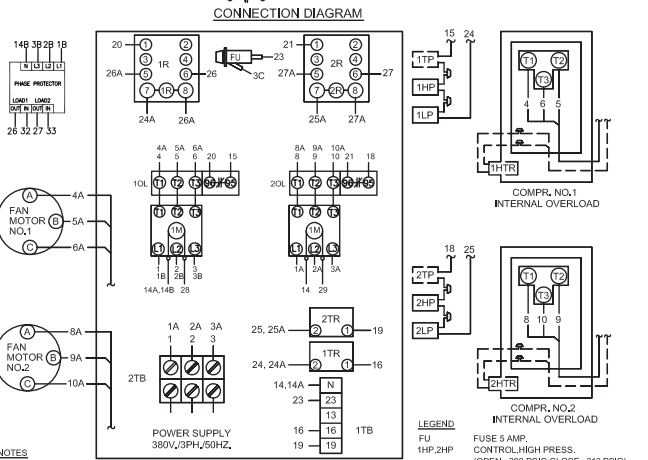 CONNECTION DIAGRAM
14B 3B 2B 1B
N L3 L2 L1
PHASE PROTECTOR
LOAD1 LOAD2
OUT IN OUT IN
26 32 27 33
20 1 2
3 4 1R
26A 5 6 26
7 1R 8
24A 26A
FU 23
3C
21 1 2
3 4 2R
27A 5 6 27
7 2R 8
25A 27A
15 24
1TP
1HP
1LP
T1 T2
T3
4 6 5
1HTR
COMPR. NO.1
INTERNAL OVERLOAD
4A 5A 6A
4 5 6 20 15
1OL T1 T2 T3 96 95
T1 T2 T3
1M
L1 L2 L3
1 2 3
1B 2B 3B
14A,14B 28
8A 9A 10A
8 9 10 21 18
2OL T1 T2 T3 96 95
T1 T2 T3
1M
L1 L2 L3
1A 2A 3A
14 29
A 4A
FAN
MOTOR B 5A
NO.1
C 6A
18 25
2TP
2HP
2LP
T1 T2
T3
8 10 9
2HTR
COMPR. NO.2
INTERNAL OVERLOAD
A 8A
FAN
MOTOR B 9A
NO.2
C 10A
1A 2A 3A
1 2 3
2TB
POWER SUPPLY
380V./3PH./50HZ.
2TR
25, 25A 2 1 19
1TR
24, 24A 2 1 16
14,14A N
23 23
13
16 16 1TB
19 19
LEGEND
FU FUSE 5 AMP.
1HP,2HP CONTROL,HIGH PRESS.
NOTES